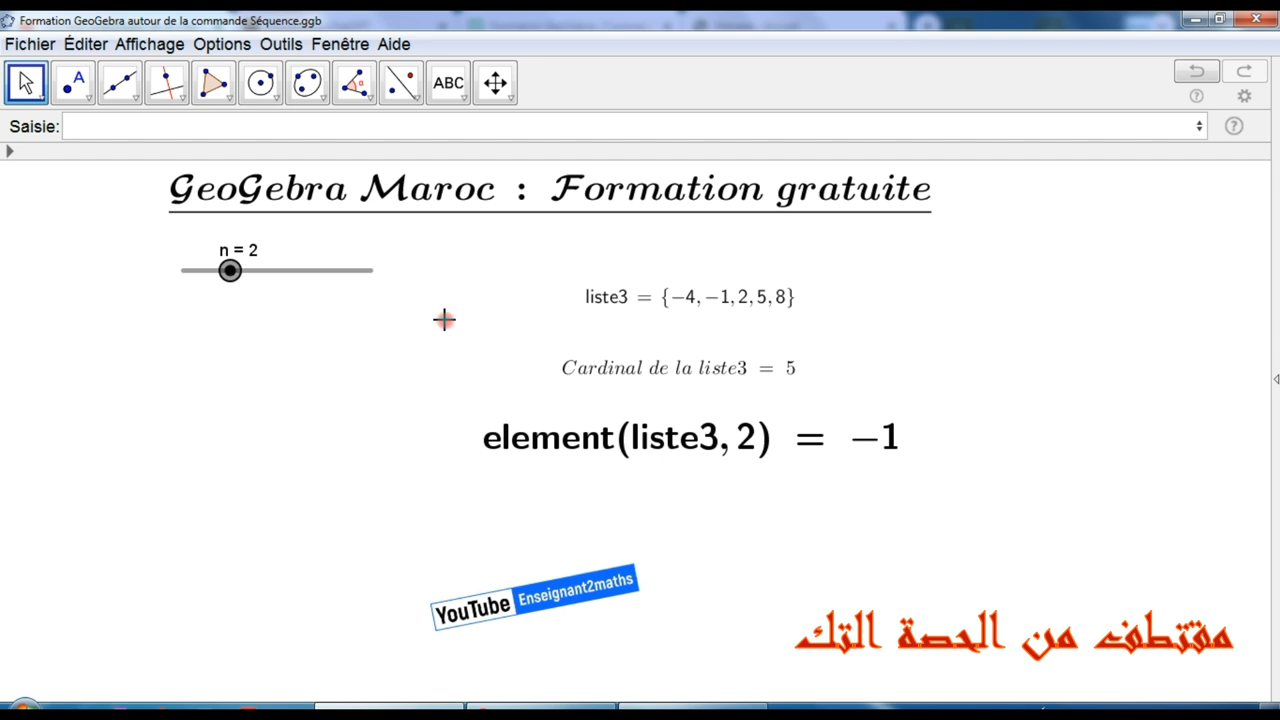 Formation GeoGebra autour de la commande Séquence.ggb
Fichier Éditer Affichage Options Outils Fenêtre Aide
A
α
ABC
Saisie:
GeoGebra Maroc : Formation gratuite
n = 2
liste3 = {−4, −1, 2, 5, 8}
Cardinal de la liste3 = 5
element(liste3, 2) = −1
YouTube Enseignant2maths
مقتطف من الحصة التك